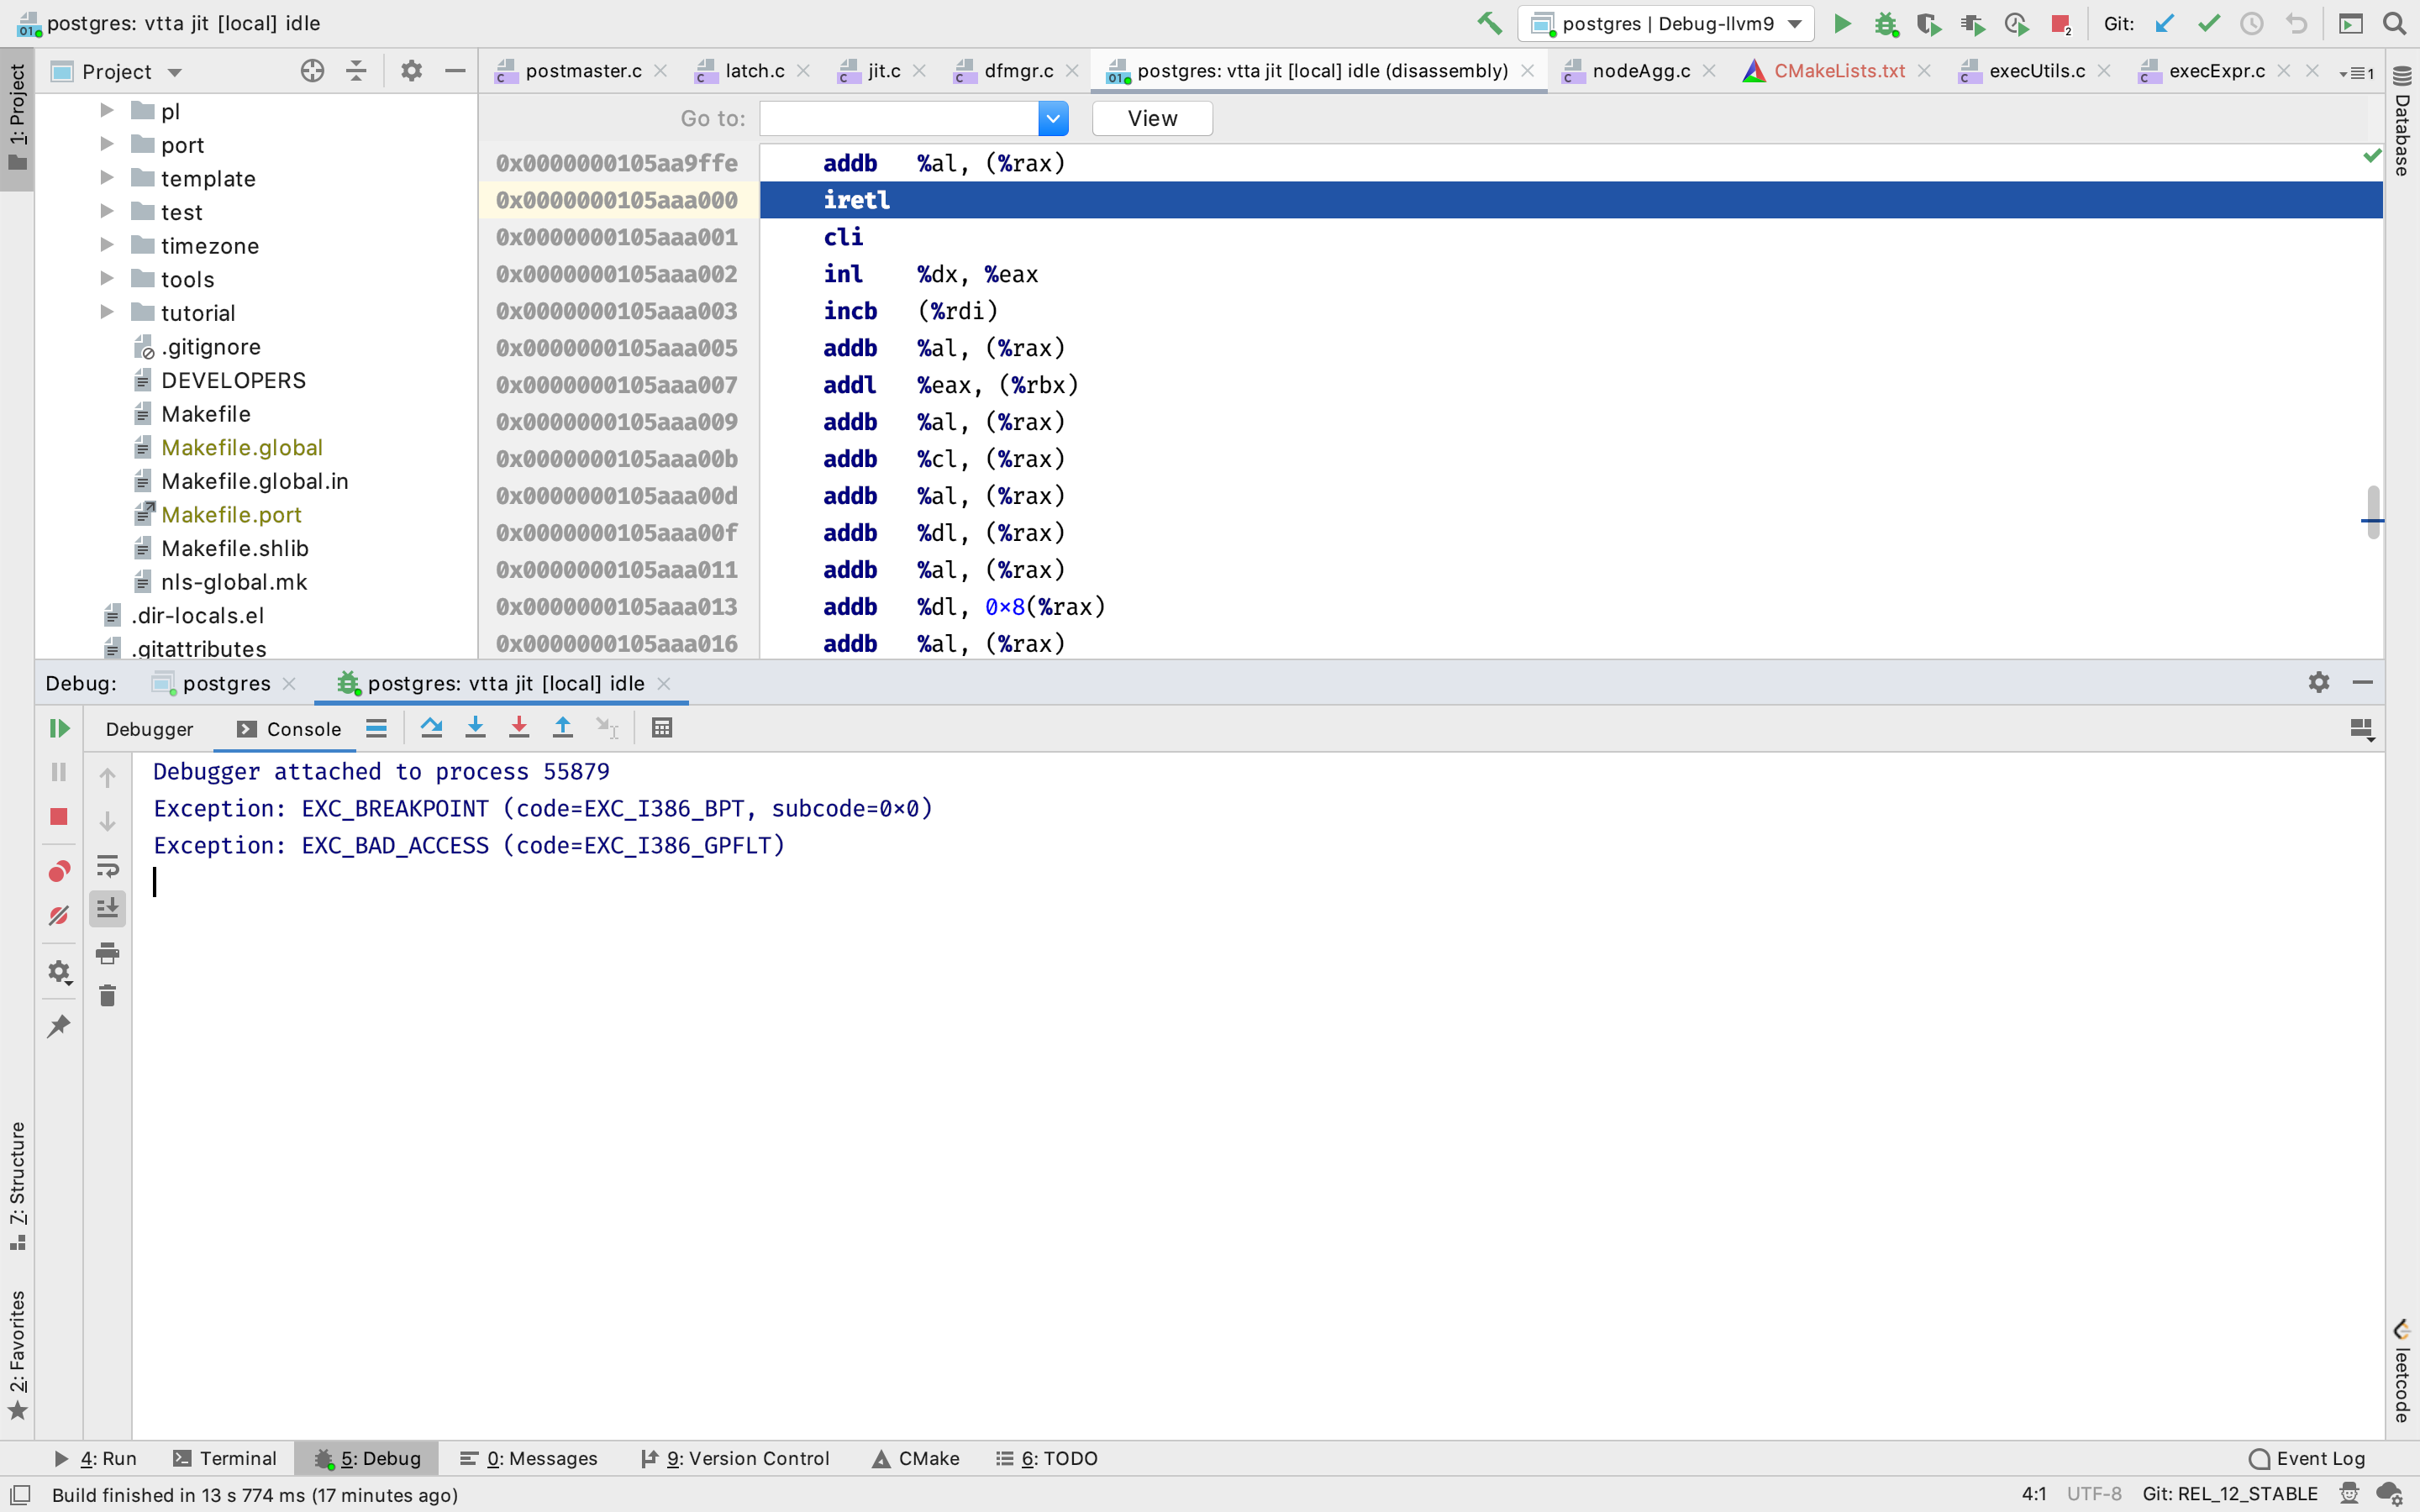 postgres: vtta jit [local] idle
postgres | Debug-llvm9
2
Git:
1: Project
Project
postmaster.c
latch.c
jit.c
dfmgr.c
postgres: vtta jit [local] idle (disassembly)
nodeAgg.c
CMakeLists.txt
execUtils.c
execExpr.c
1
pl
port
template
test
timezone
tools
tutorial
.gitignore
DEVELOPERS
Makefile
Makefile.global
Makefile.global.in
Makefile.port
Makefile.shlib
nls-global.mk
.dir-locals.el
.gitattributes
Go to:
View
0x0000000105aa9ffe addb %al, (%rax)
0x0000000105aaa000 iretl
0x0000000105aaa001 cli
0x0000000105aaa002 inl %dx, %eax
0x0000000105aaa003 incb (%rdi)
0x0000000105aaa005 addb %al, (%rax)
0x0000000105aaa007 addl %eax, (%rbx)
0x0000000105aaa009 addb %al, (%rax)
0x0000000105aaa00b addb %cl, (%rax)
0x0000000105aaa00d addb %al, (%rax)
0x0000000105aaa00f addb %dl, (%rax)
0x0000000105aaa011 addb %al, (%rax)
0x0000000105aaa013 addb %dl, 0x8(%rax)
0x0000000105aaa016 addb %al, (%rax)
Database
Debug:
postgres
postgres: vtta jit [local] idle
Debugger
Console
Debugger attached to process 55879
Exception: EXC_BREAKPOINT (code=EXC_I386_BPT, subcode=0x0)
Exception: EXC_BAD_ACCESS (code=EXC_I386_GPFLT)
7: Structure
2: Favorites
leetcode
4: Run
Terminal
5: Debug
0: Messages
9: Version Control
CMake
6: TODO
Event Log
Build finished in 13 s 774 ms (17 minutes ago)
4:1
UTF-8
Git: REL_12_STABLE